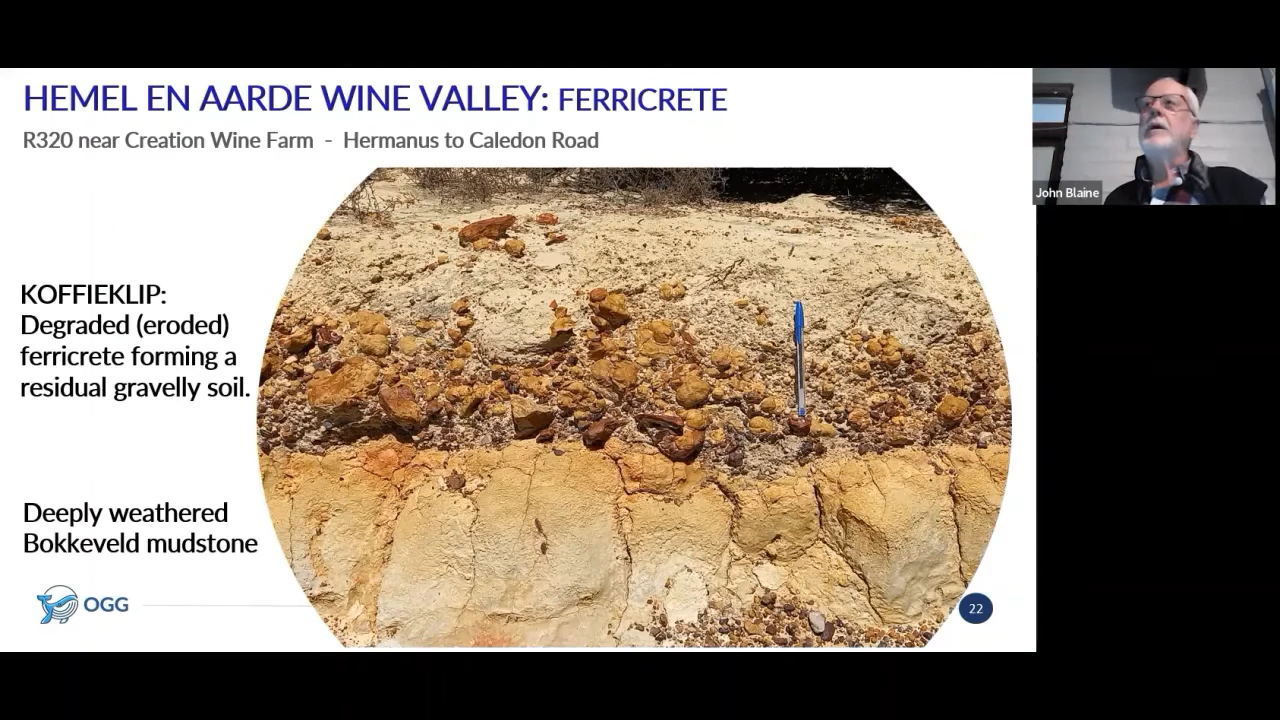 HEMEL EN AARDE WINE VALLEY: FERRICRETE
R320 near Creation Wine Farm - Hermanus to Caledon Road
John Blaine
KOFFIEKLIP:
Degraded (eroded)
ferricrete forming a
residual gravelly soil.
Deeply weathered
Bokkeveld mudstone
OGG
22